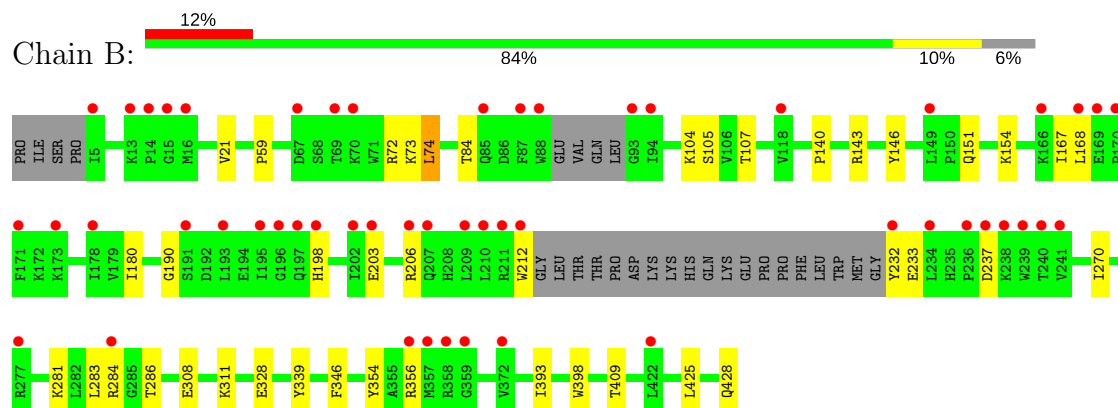 12%
Chain B:
84% 10% 6%
PRO ILE SER PRO I5 K13 P14 G15 M16 V21 P59 D67 S68 T69 K70 W71 R72 K73 L74 T84 Q85 D86 F87 W88 GLU VAL GLN LEU G93 I94 K104 S105 V106 T107 V118 P140 R143 Y146 L149 P150 Q151 K154 K166 I167 L168 E169 P170
F171 K172 K173 I178 V179 I180 G190 S191 D192 L193 E194 I195 G196 Q197 H198 I202 E203 R206 Q207 H208 L209 L210 R211 W212 GLY LEU THR THR PRO ASP LYS LYS HIS GLN LYS GLU PRO PRO PHE LEU TRP MET GLY Y232 E233 L234 H235 P236 D237 K238 W239 T240 V241 I270
R277 K281 L282 L283 R284 G285 T286 E308 K311 E328 Y339 F346 Y354 A355 R356 M357 R358 G359 V372 I393 W398 T409 L422 L425 Q428